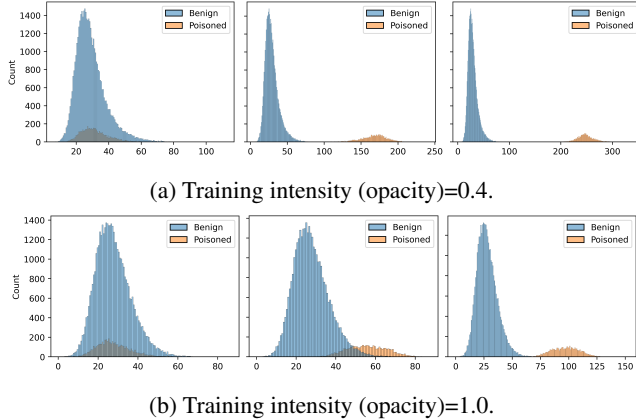 1400
1200
1000
800
600
400
200
0
Count
20 40 60 80 100
Benign
Poisoned
0 50 100 150 200 250
Benign
Poisoned
0 100 200 300
Benign
Poisoned
(a) Training intensity (opacity)=0.4.
1400
1200
1000
800
600
400
200
0
Count
0 20 40 60 80
Benign
Poisoned
0 20 40 60 80
Benign
Poisoned
0 25 50 75 100 125 150
Benign
Poisoned
(b) Training intensity (opacity)=1.0.